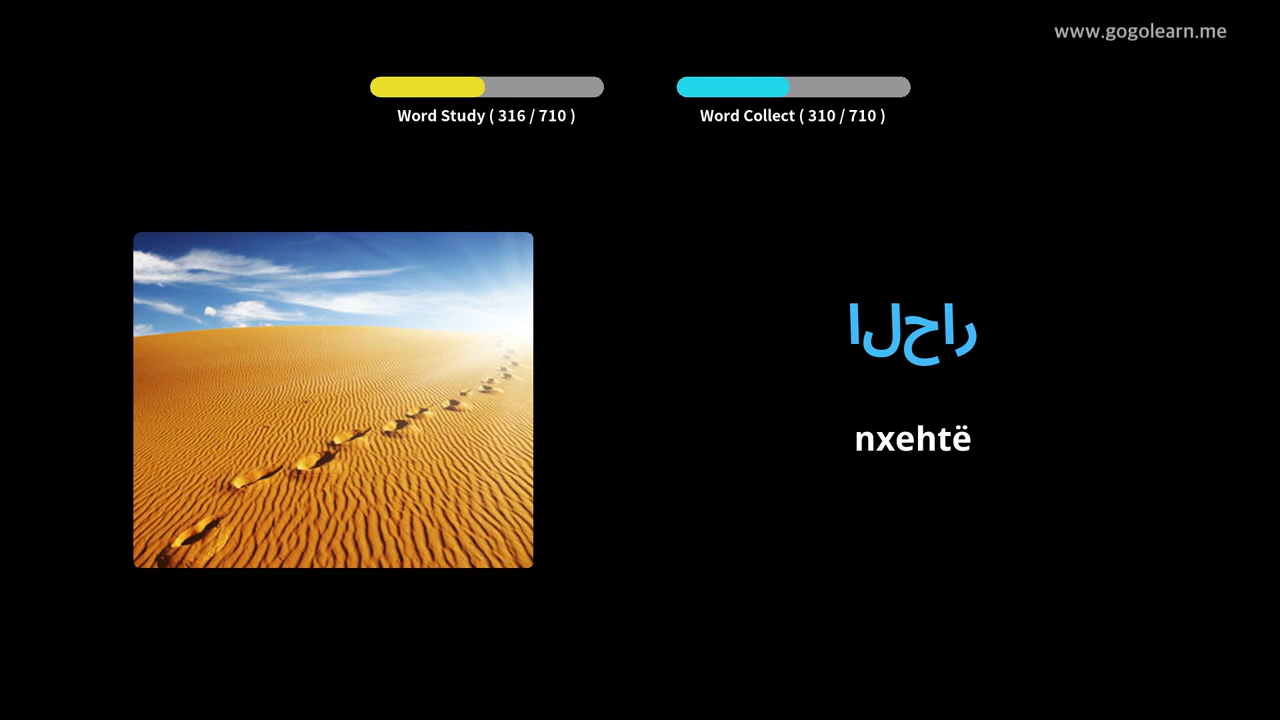 www.gogolearn.me
Word Study ( 316 / 710 )
Word Collect ( 310 / 710 )
الحار
nxehtë